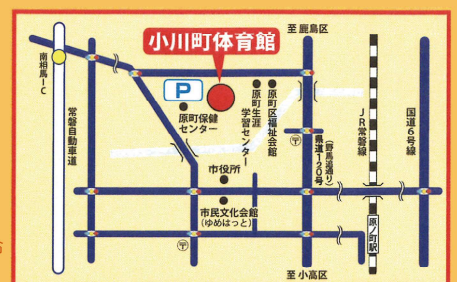 至 鹿島区
小川町体育館
南相馬IC
P
原町保健
センター
原町生涯
学習センター
原町区福祉会館
〒
県道120号
(野馬追通り)
JR常磐線
国道6号線
常磐自動車道
市役所
市民文化会館
(ゆめはっと)
〒
原ノ町駅
至 小高区